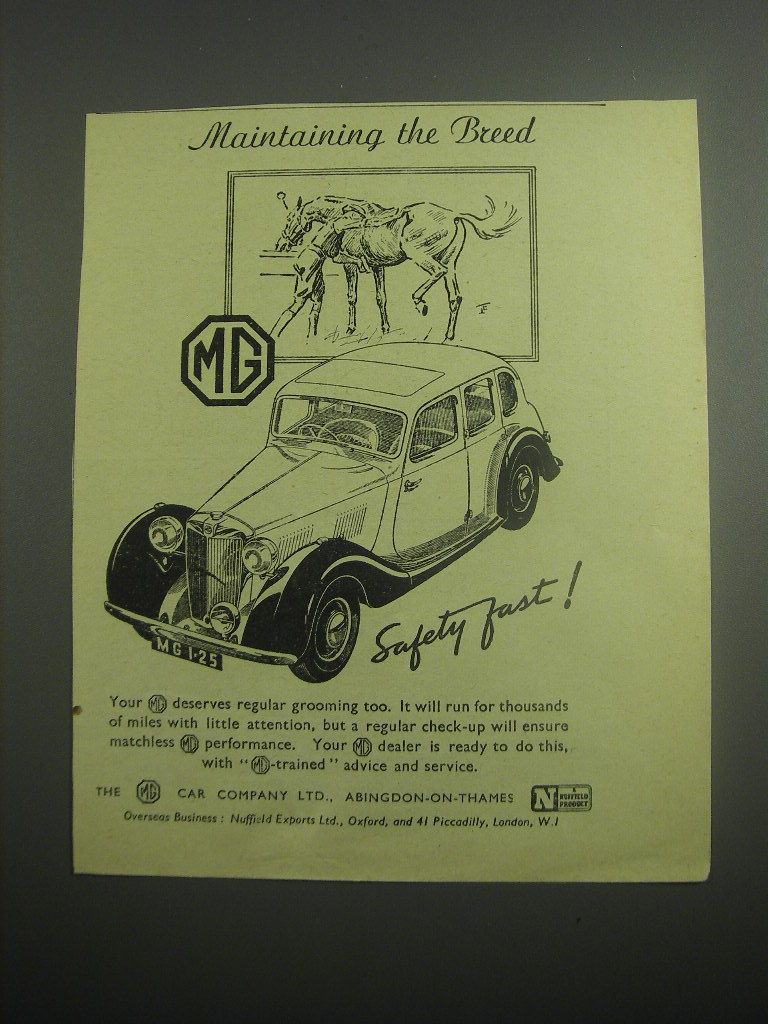 Maintaining the Breed
MG
MG 1·25
Safety fast!
Your MG deserves regular grooming too. It will run for thousands
of miles with little attention, but a regular check-up will ensure
matchless MG performance. Your MG dealer is ready to do this,
with "MG-trained" advice and service.
THE MG CAR COMPANY LTD., ABINGDON-ON-THAMES
N A NUFFIELD PRODUCT
Overseas Business : Nuffield Exports Ltd., Oxford, and 41 Piccadilly, London, W.1